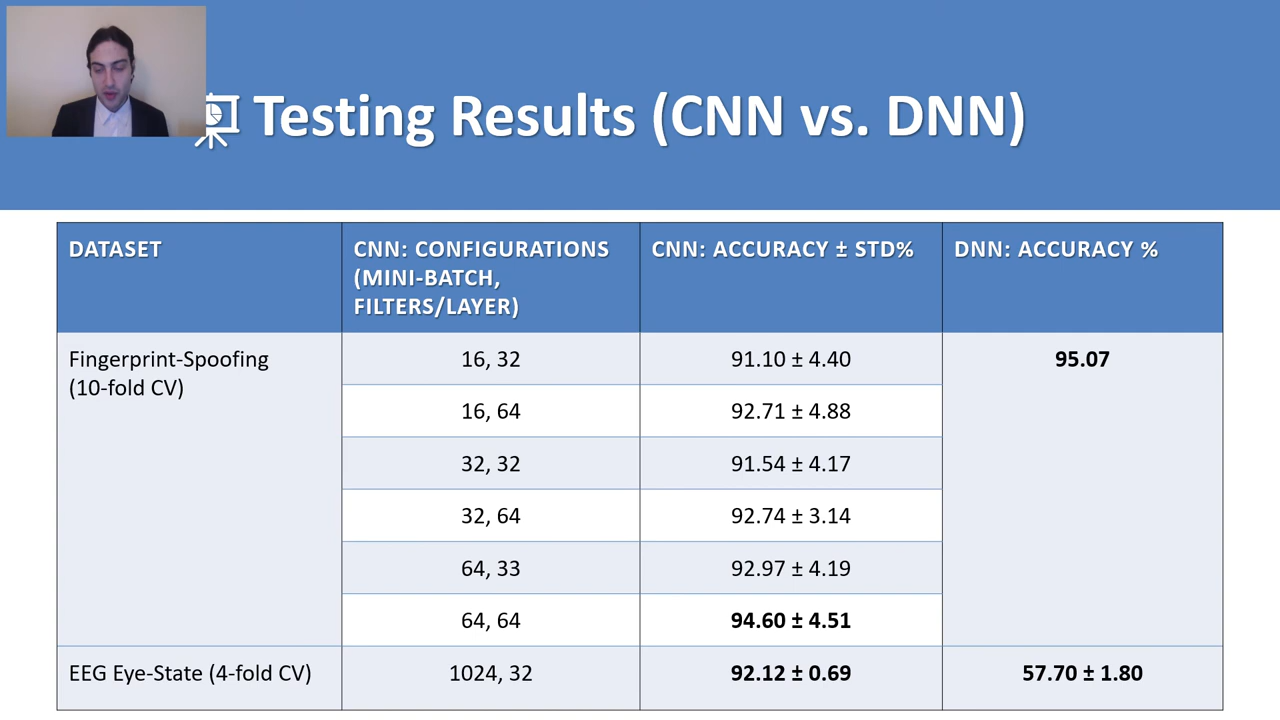 Testing Results (CNN vs. DNN)
DATASET
CNN: CONFIGURATIONS
(MINI-BATCH,
FILTERS/LAYER)
CNN: ACCURACY ± STD%
DNN: ACCURACY %
Fingerprint-Spoofing
(10-fold CV)
16, 32
91.10 ± 4.40
95.07
16, 64
92.71 ± 4.88
32, 32
91.54 ± 4.17
32, 64
92.74 ± 3.14
64, 33
92.97 ± 4.19
64, 64
94.60 ± 4.51
EEG Eye-State (4-fold CV)
1024, 32
92.12 ± 0.69
57.70 ± 1.80